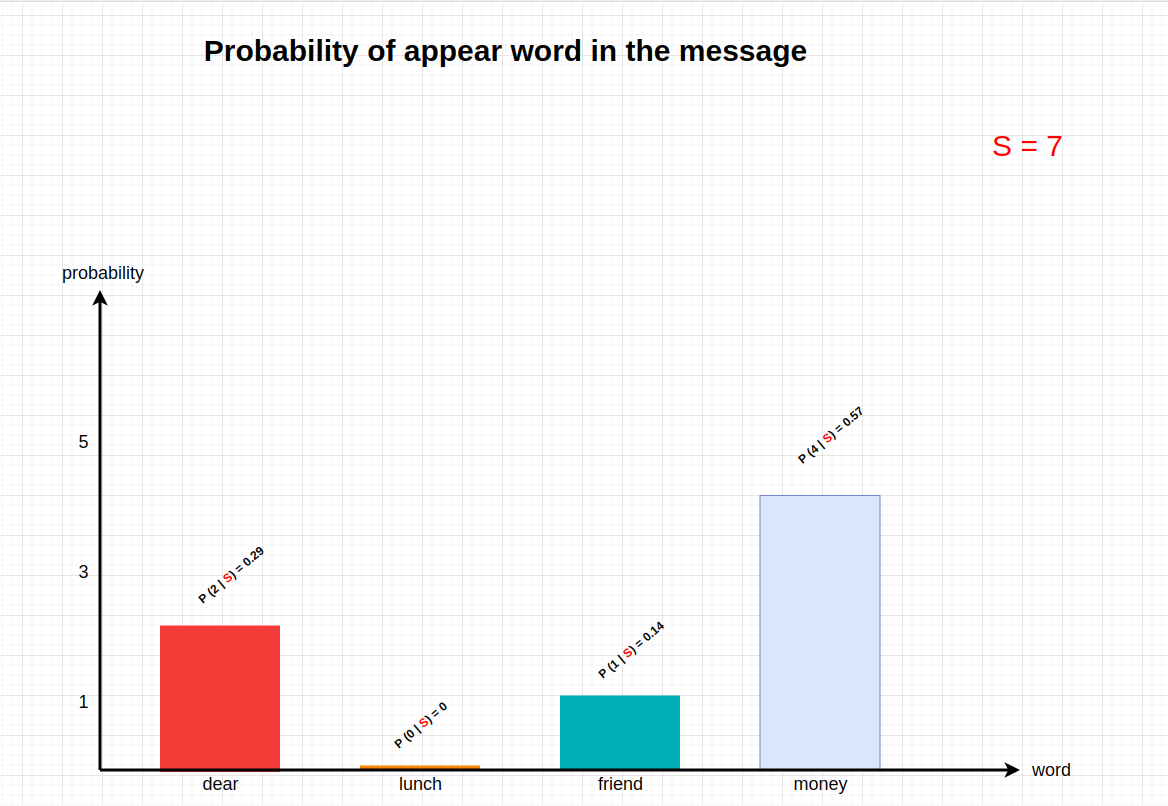 Probability of appear word in the message
S = 7
probability
5
3
1
P (2 | S) = 0.29
P (0 | S) = 0
P (1 | S) = 0.14
P (4 | S) = 0.57
dear
lunch
friend
money
word